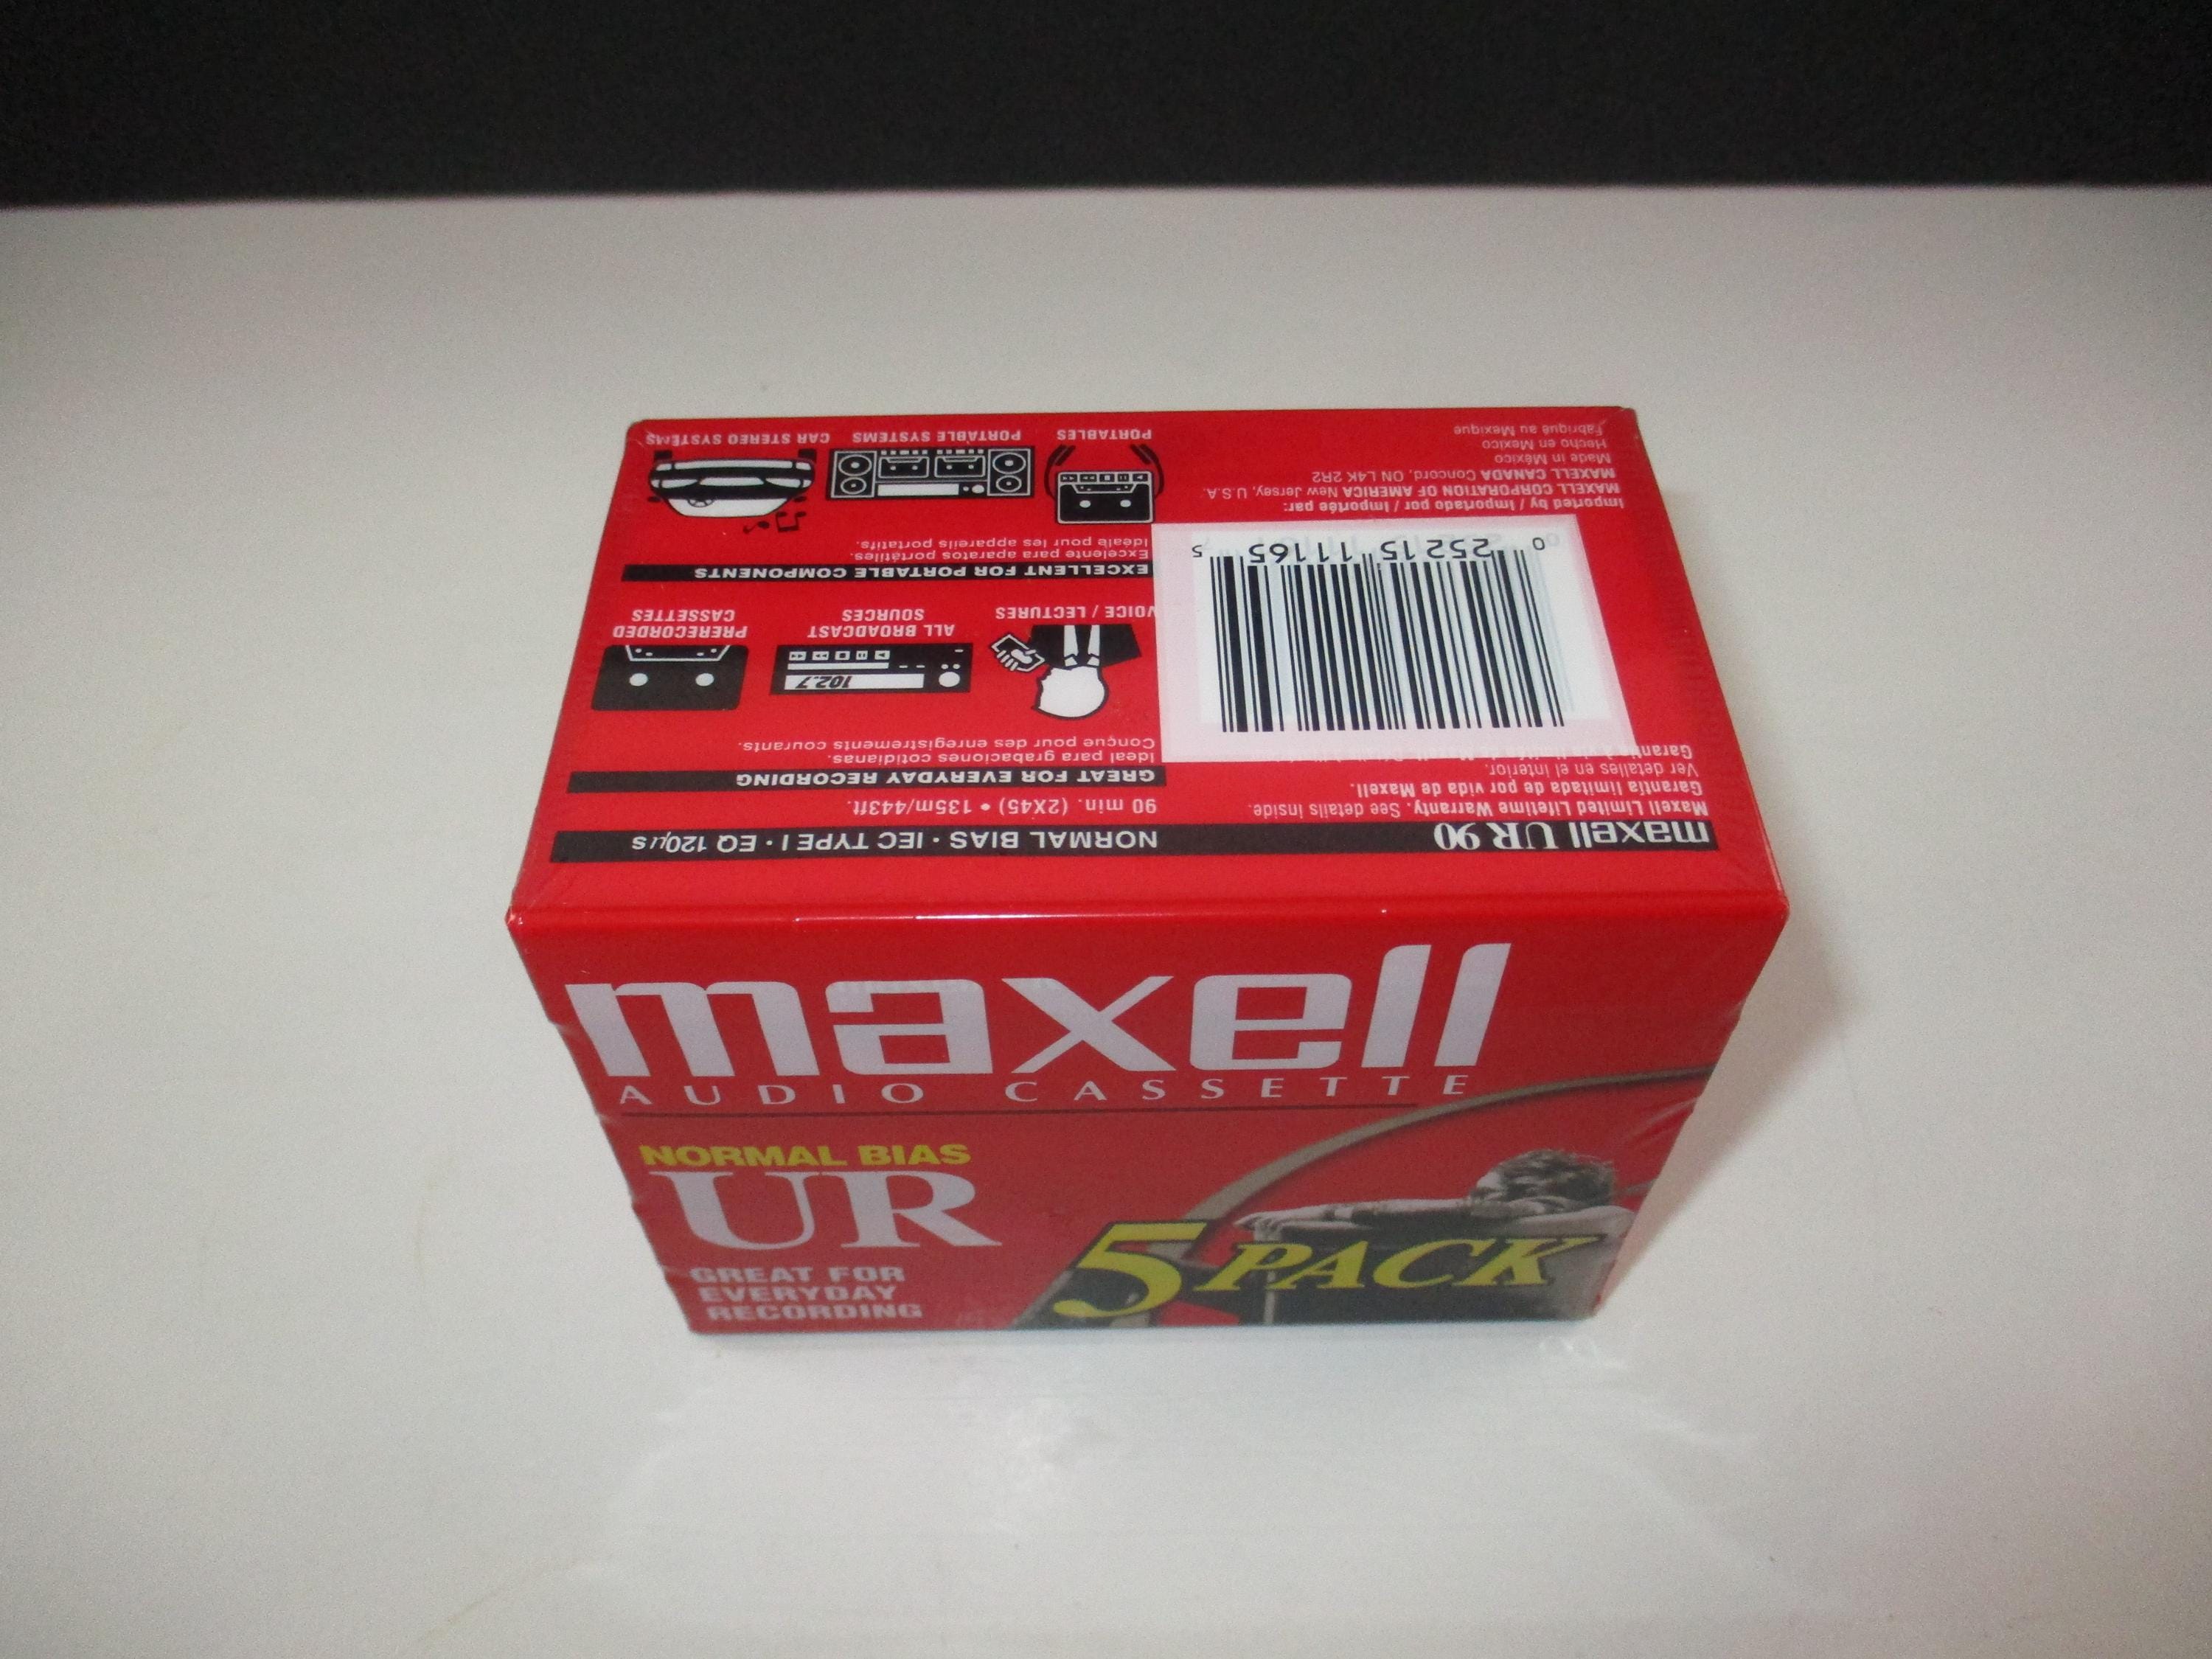 maxell
AUDIO CASSETTE
NORMAL BIAS
UR
GREAT FOR
EVERYDAY
RECORDING
5 PACK
maxell UR 90
Maxell Limited Lifetime Warranty. See details inside.
Garantía limitada de por vida de Maxell.
Ver detalles en el interior.
0 25215 11165 5
Imported by / Importado por / Importée par:
MAXELL CORPORATION OF AMERICA New Jersey, U.S.A.
MAXELL CANADA Concord, ON L4K 2R2
Made in México
Hecho en Mexico
Fabriqué au Mexique
NORMAL BIAS • IEC TYPE I • EQ 120µs
90 min. (2X45) • 135m/443ft.
GREAT FOR EVERYDAY RECORDING
Ideal para grabaciones cotidianas.
Conçue pour des enregistrements courants.
102.7
VOICE / LECTURES
ALL BROADCAST
SOURCES
PRERECORDED
CASSETTES
EXCELLENT FOR PORTABLE COMPONENTS
Excelente para aparatos portátiles.
Idéale pour les appareils portatifs.
PORTABLES
PORTABLE SYSTEMS
CAR STEREO SYSTEMS